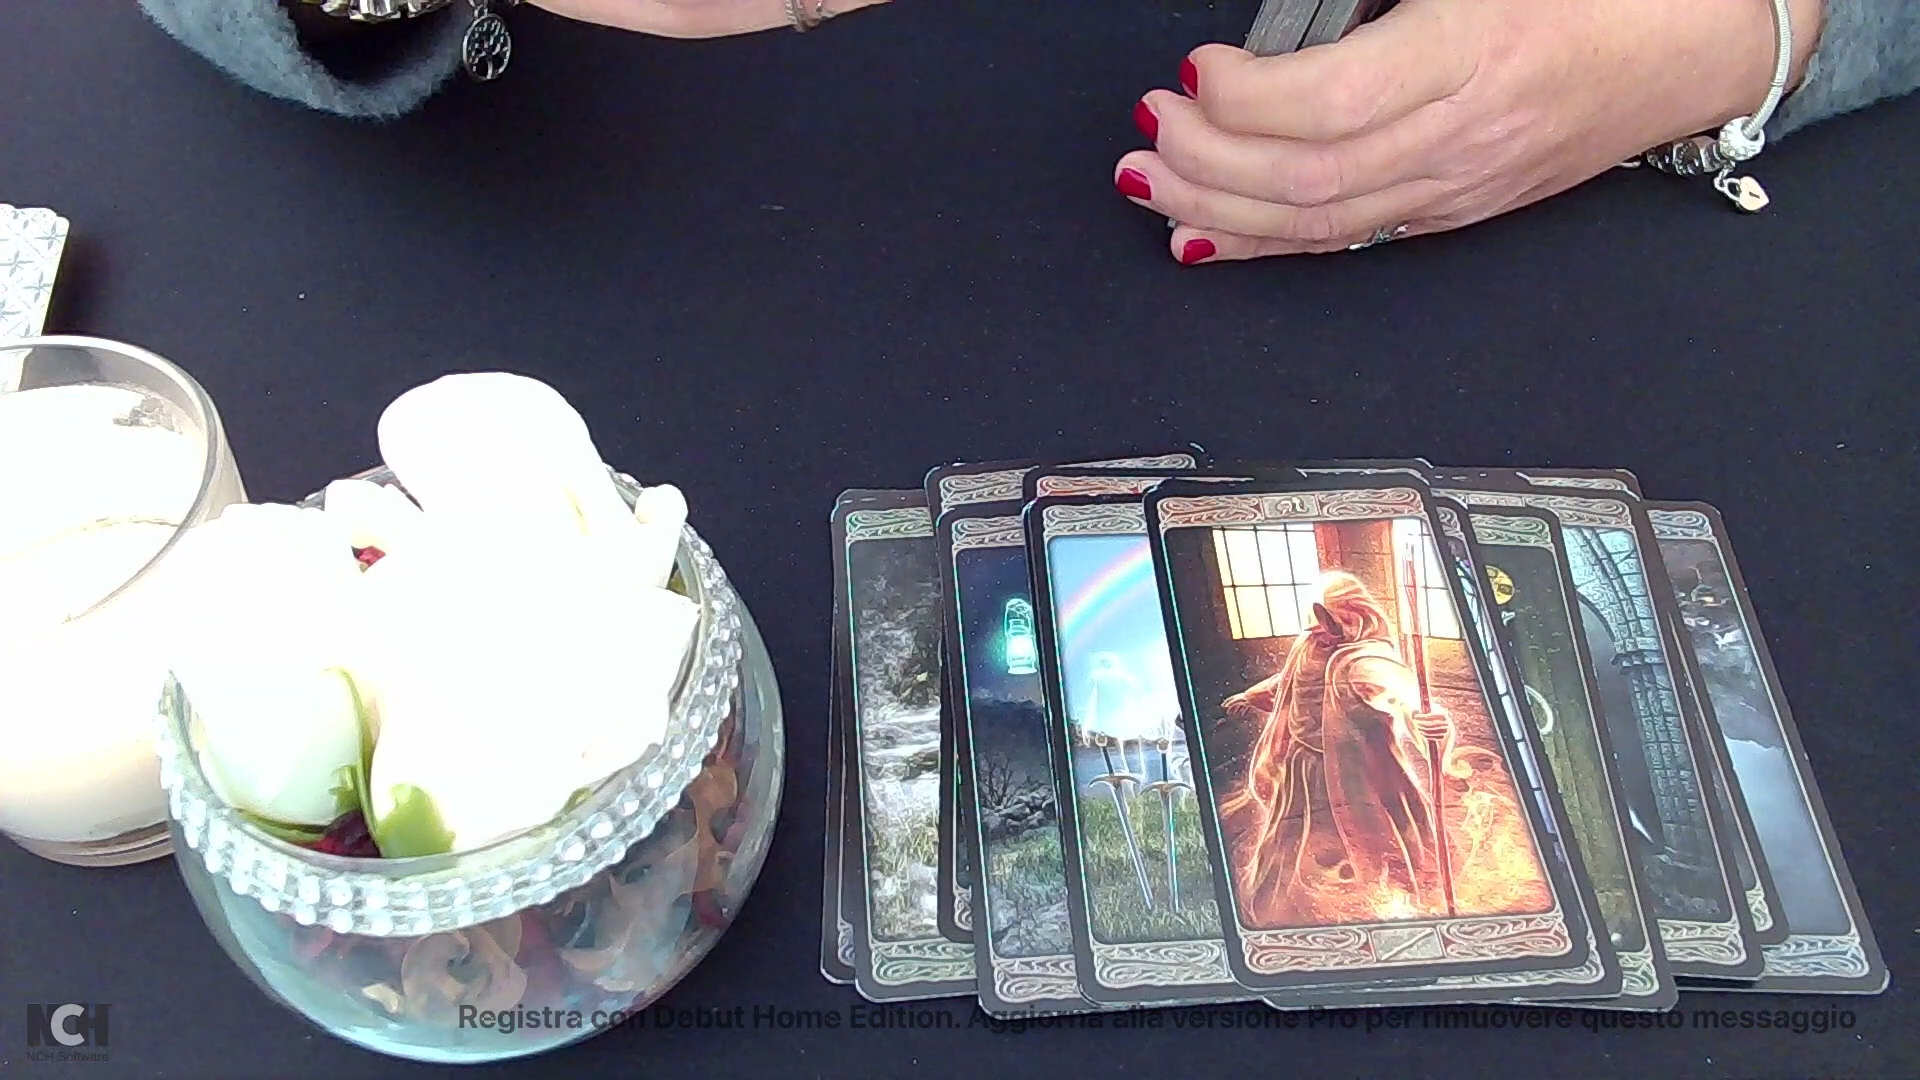 NCH
NCH Software
Registra con Debut Home Edition. Aggiorna alla versione Pro per rimuovere questo messaggio